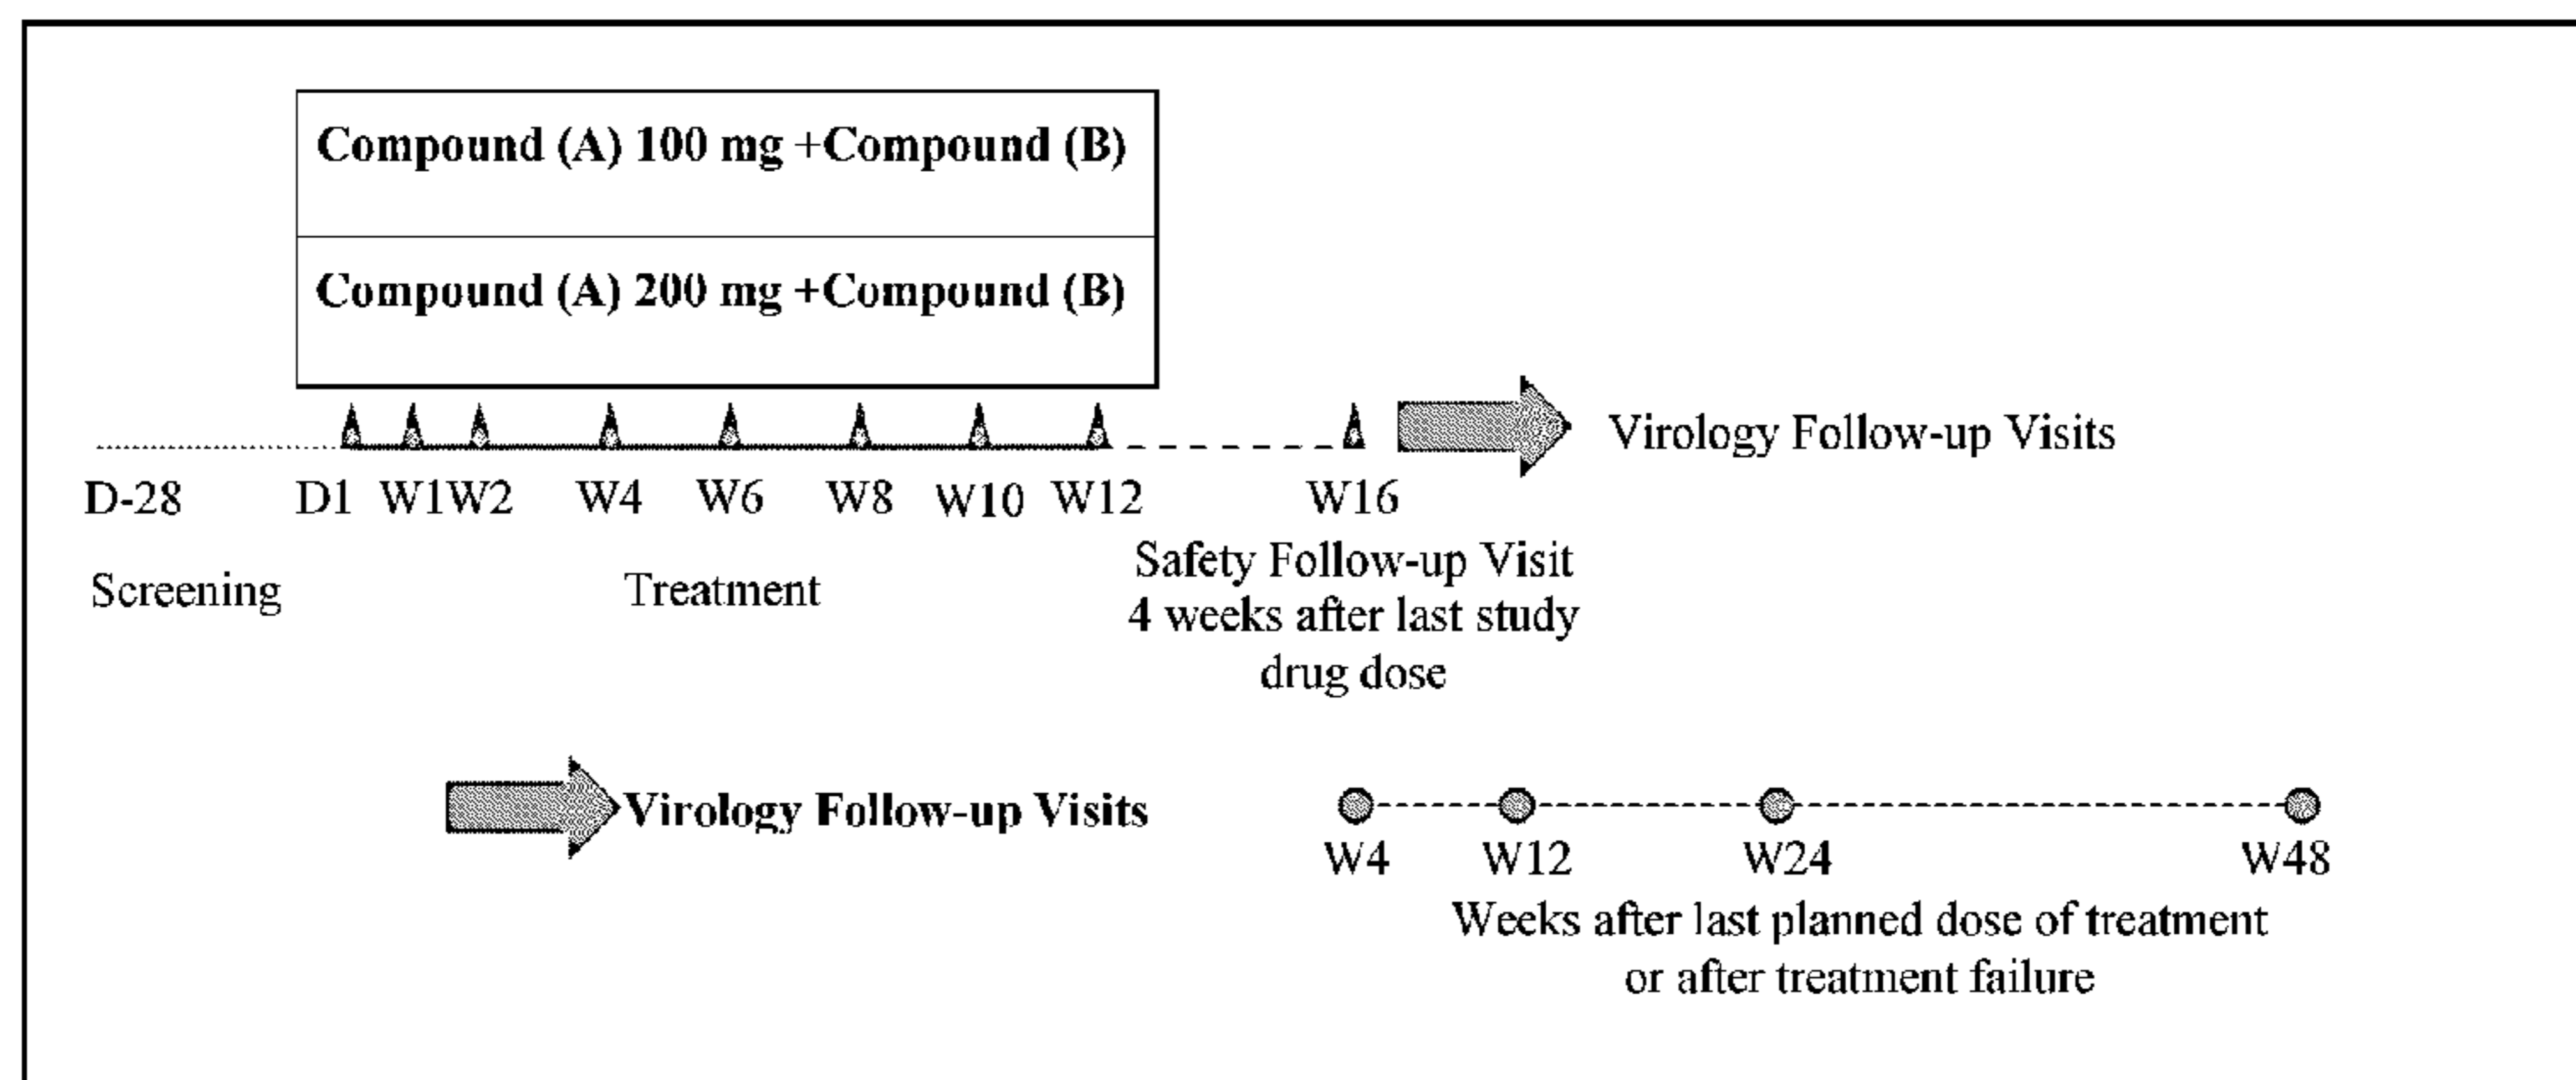 Compound (A) 100 mg +Compound (B)
Compound (A) 200 mg +Compound (B)
Virology Follow-up Visits
D-28 D1 W1 W2 W4 W6 W8 W10 W12 W16
Screening Treatment
Safety Follow-up Visit
4 weeks after last study
drug dose
Virology Follow-up Visits
W4 W12 W24 W48
Weeks after last planned dose of treatment
or after treatment failure